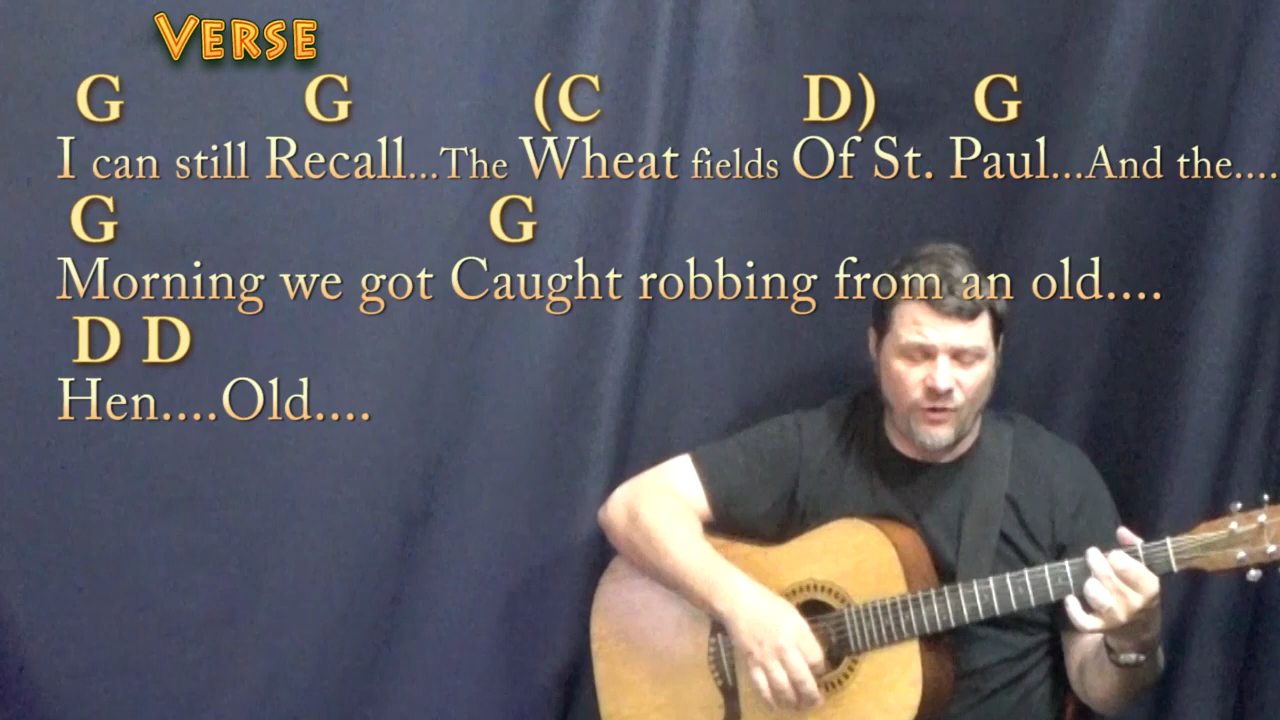 VERSE
G G (C D) G
I can still Recall...The Wheat fields Of St. Paul...And the....
G G
Morning we got Caught robbing from an old....
D D
Hen....Old....